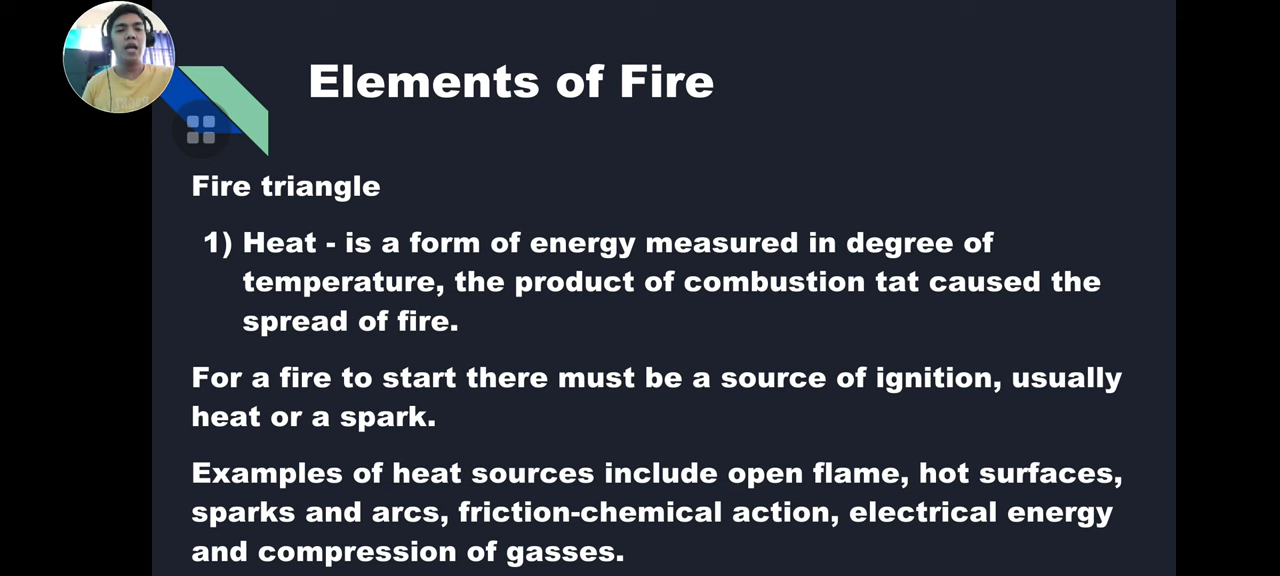 Elements of Fire
Fire triangle
1) Heat - is a form of energy measured in degree of
temperature, the product of combustion tat caused the
spread of fire.
For a fire to start there must be a source of ignition, usually
heat or a spark.
Examples of heat sources include open flame, hot surfaces,
sparks and arcs, friction-chemical action, electrical energy
and compression of gasses.